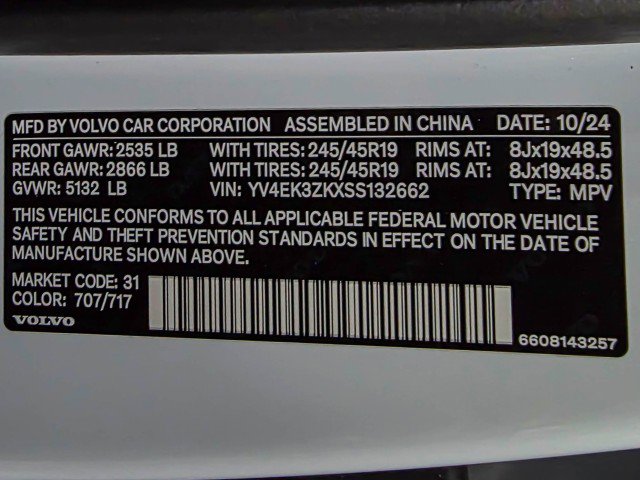 MFD BY VOLVO CAR CORPORATION ASSEMBLED IN CHINA DATE: 10/24
FRONT GAWR: 2535 LB WITH TIRES: 245/45R19 RIMS AT: 8Jx19x48.5
REAR GAWR: 2866 LB WITH TIRES: 245/45R19 RIMS AT: 8Jx19x48.5
GVWR: 5132 LB VIN: YV4EK3ZKXSS132662 TYPE: MPV
THIS VEHICLE CONFORMS TO ALL APPLICABLE FEDERAL MOTOR VEHICLE
SAFETY AND THEFT PREVENTION STANDARDS IN EFFECT ON THE DATE OF
MANUFACTURE SHOWN ABOVE.
MARKET CODE: 31
COLOR: 707/717
VOLVO
6608143257